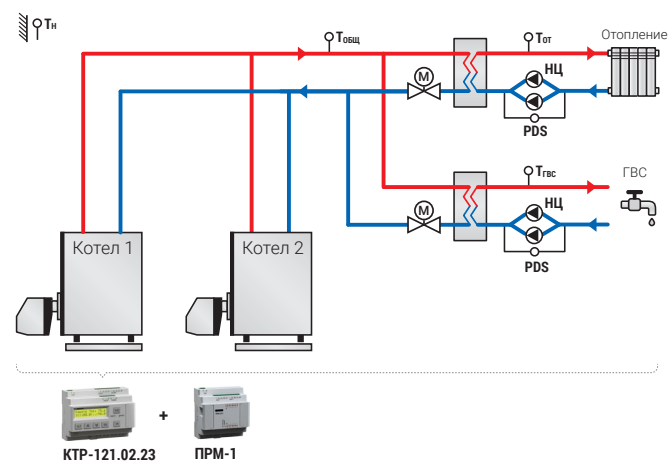 Tн
TОБЩ
TОТ
Отопление
М
НЦ
PDS
TГВС
ГВС
М
НЦ
PDS
Котел 1
Котел 2
+
КТР-121.02.23
ПРМ-1